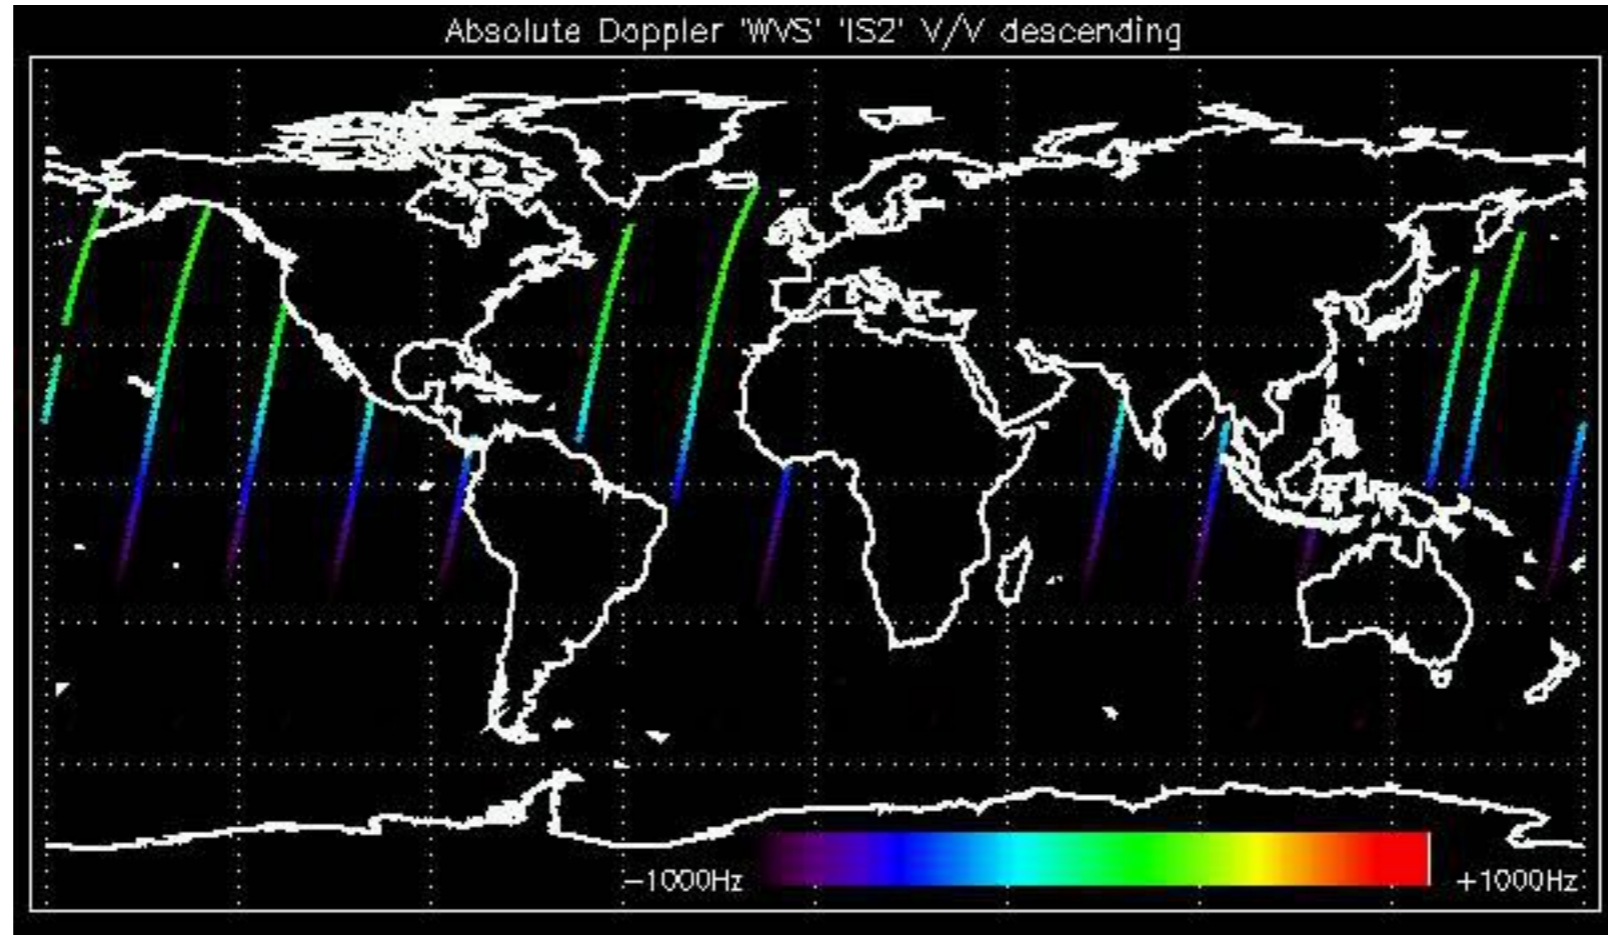 Absolute Doppler 'WVS' 'IS2' V/V descending
−1000Hz
+1000Hz